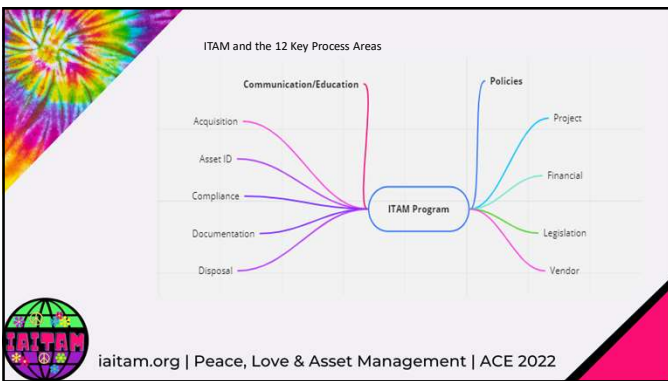 ITAM and the 12 Key Process Areas
Communication/Education
Policies
Acquisition
Project
Asset ID
Financial
Compliance
ITAM Program
Documentation
Legislation
Disposal
Vendor
IAITAM
iaitam.org | Peace, Love & Asset Management | ACE 2022